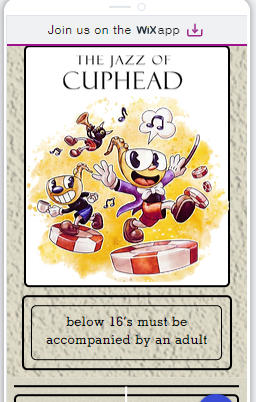 Join us on the WiX app
THE JAZZ OF
CUPHEAD
below 16's must be
accompanied by an adult